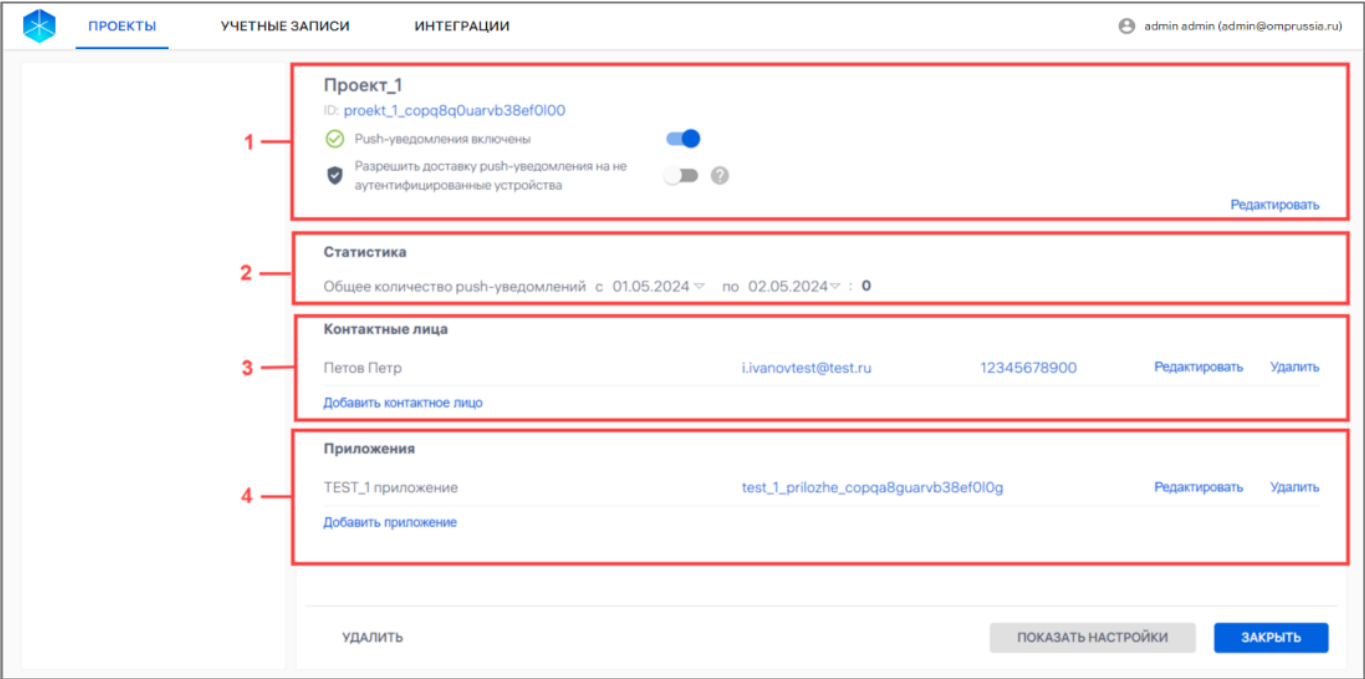 ПРОЕКТЫ УЧЕТНЫЕ ЗАПИСИ ИНТЕГРАЦИИ admin admin (admin@omprussia.ru)
Проект_1
ID: proekt_1_copq8q0uarvb38ef0l00
1 Push-уведомления включены
Разрешить доставку push-уведомления на не
аутентифицированные устройства ?
Редактировать
Статистика
2
Общее количество push-уведомлений с 01.05.2024 по 02.05.2024 : 0
Контактные лица
3 Петов Петр i.ivanovtest@test.ru 12345678900 Редактировать Удалить
Добавить контактное лицо
Приложения
4 TEST_1 приложение test_1_prilozhe_copqa8guarvb38ef0l0g Редактировать Удалить
Добавить приложение
УДАЛИТЬ ПОКАЗАТЬ НАСТРОЙКИ ЗАКРЫТЬ